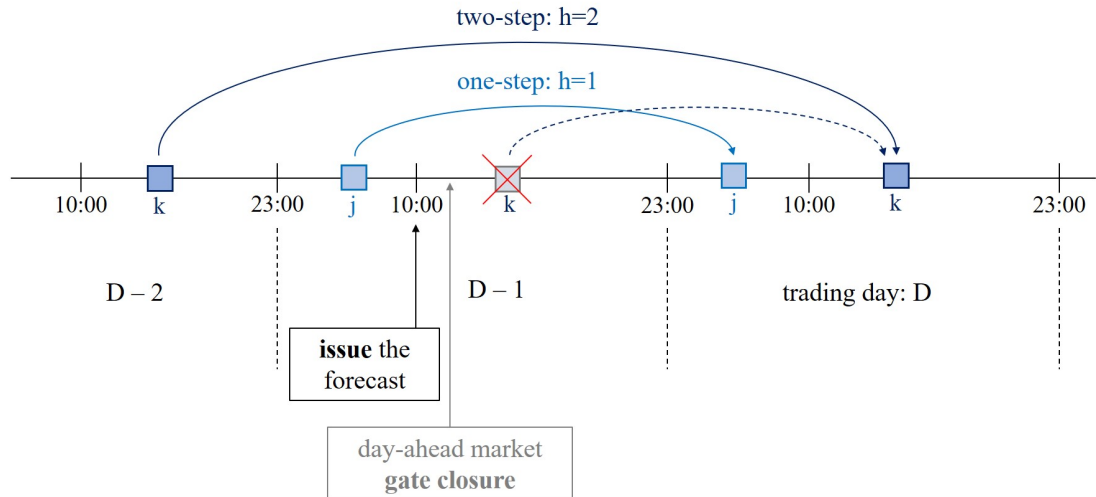 two-step: h=2
one-step: h=1
10:00
k
23:00
j
10:00
k
23:00
j
10:00
k
23:00
D – 2
D – 1
trading day: D
issue the
forecast
day-ahead market
gate closure